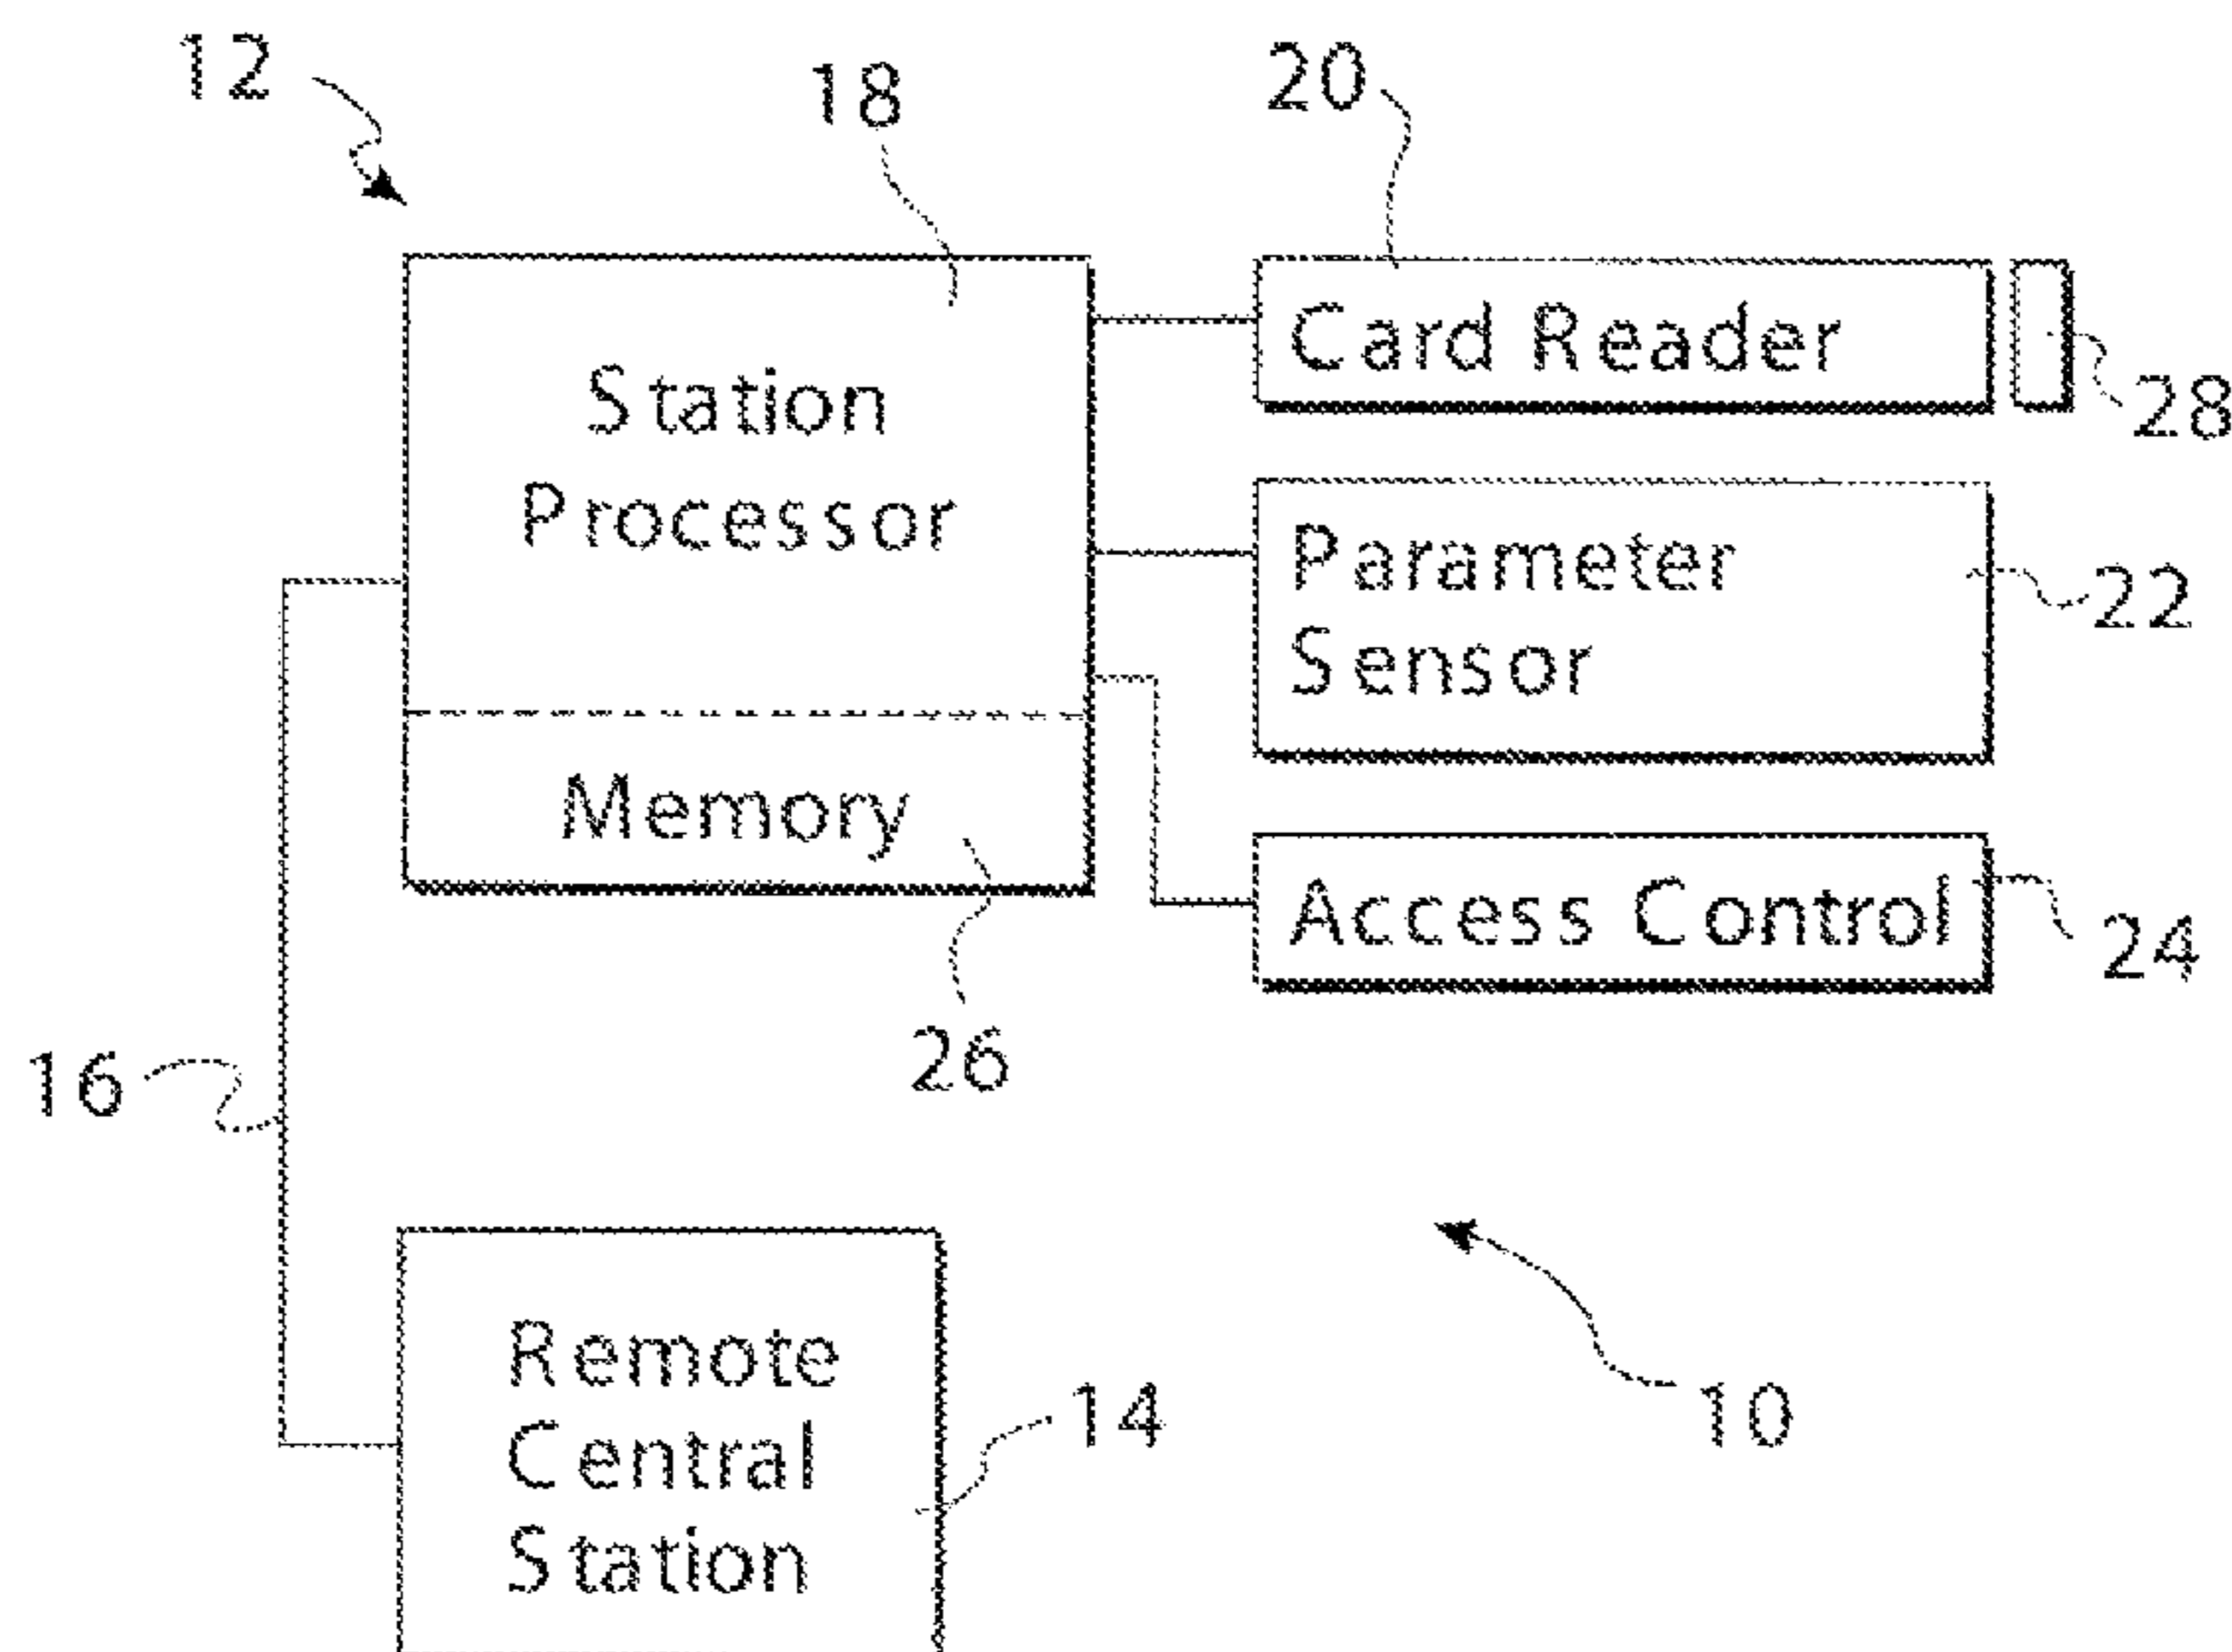 12
18
20
Card Reader
28
Station
Processor
Parameter
Sensor
22
Memory
Access Control
24
26
16
Remote
Central
Station
14
10